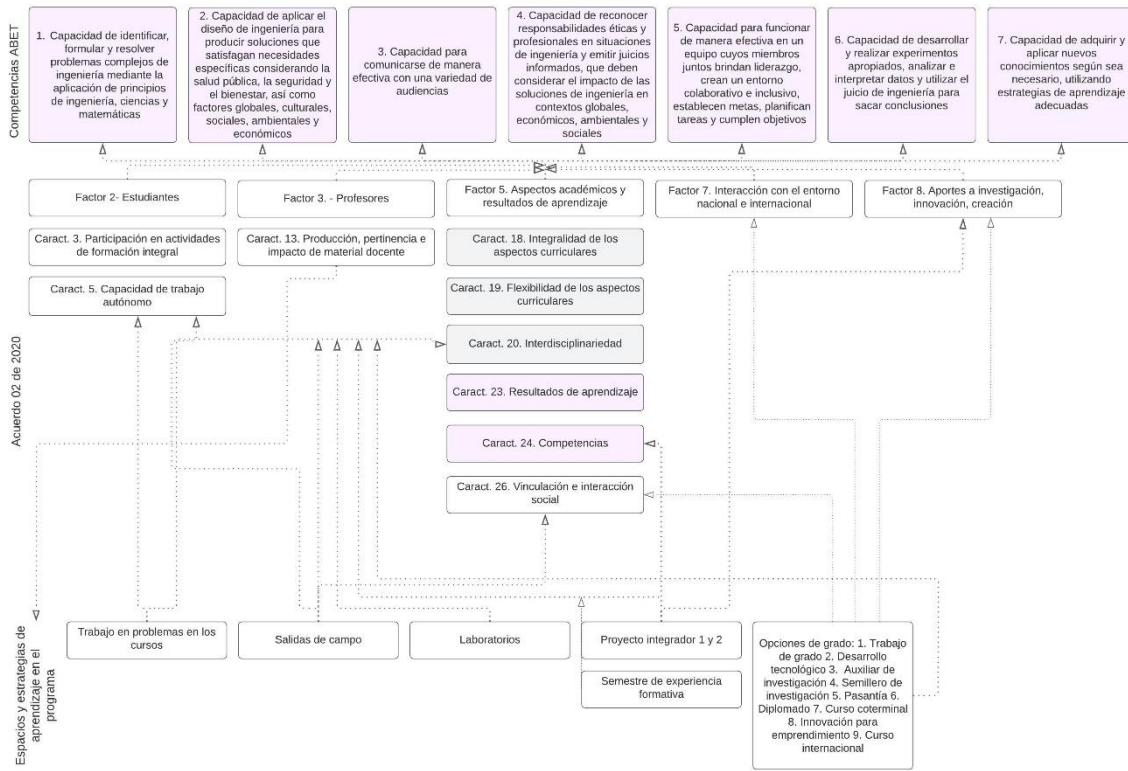 Competencias ABET
1. Capacidad de identificar,
formular y resolver
problemas complejos de
ingeniería mediante la
aplicación de principios
de ingeniería, ciencias y
matemáticas
2. Capacidad de aplicar el
diseño de ingeniería para
producir soluciones que
satisfagan necesidades
específicas considerando la
salud pública, la seguridad y
el bienestar, así como
factores globales, culturales,
sociales, ambientales y
económicos
3. Capacidad para
comunicarse de manera
efectiva con una variedad de
audiencias
4. Capacidad de reconocer
responsabilidades éticas y
profesionales en situaciones
de ingeniería y emitir juicios
informados, que deben
considerar el impacto de las
soluciones de ingeniería en
contextos globales,
económicos, ambientales y
sociales
5. Capacidad para funcionar
de manera efectiva en un
equipo cuyos miembros
juntos brindan liderazgo,
crean un entorno
colaborativo e inclusivo,
establecen metas, planifican
tareas y cumplen objetivos
6. Capacidad de desarrollar
y realizar experimentos
apropiados, analizar e
interpretar datos y utilizar el
juicio de ingeniería para
sacar conclusiones
7. Capacidad de adquirir y
aplicar nuevos
conocimientos según sea
necesario, utilizando
estrategias de aprendizaje
adecuadas
Acuerdo 02 de 2020
Factor 2- Estudiantes
Factor 3. - Profesores
Factor 5. Aspectos académicos y
resultados de aprendizaje
Factor 7. Interacción con el entorno
nacional e internacional
Factor 8. Aportes a investigación,
innovación, creación
Caract. 3. Participación en actividades
de formación integral
Caract. 13. Producción, pertinencia e
impacto de material docente
Caract. 18. Integralidad de los
aspectos curriculares
Caract. 5. Capacidad de trabajo
autónomo
Caract. 19. Flexibilidad de los aspectos
curriculares
Caract. 20. Interdisciplinariedad
Caract. 23. Resultados de aprendizaje
Caract. 24. Competencias
Caract. 26. Vinculación e interacción
social
Espacios y estrategias de
aprendizaje en el
programa
Trabajo en problemas en los
cursos
Salidas de campo
Laboratorios
Proyecto integrador 1 y 2
Semestre de experiencia
formativa
Opciones de grado: 1. Trabajo
de grado 2. Desarrollo
tecnológico 3. Auxiliar de
investigación 4. Semillero de
investigación 5. Pasantía 6.
Diplomado 7. Curso coterminal
8. Innovación para
emprendimiento 9. Curso
internacional